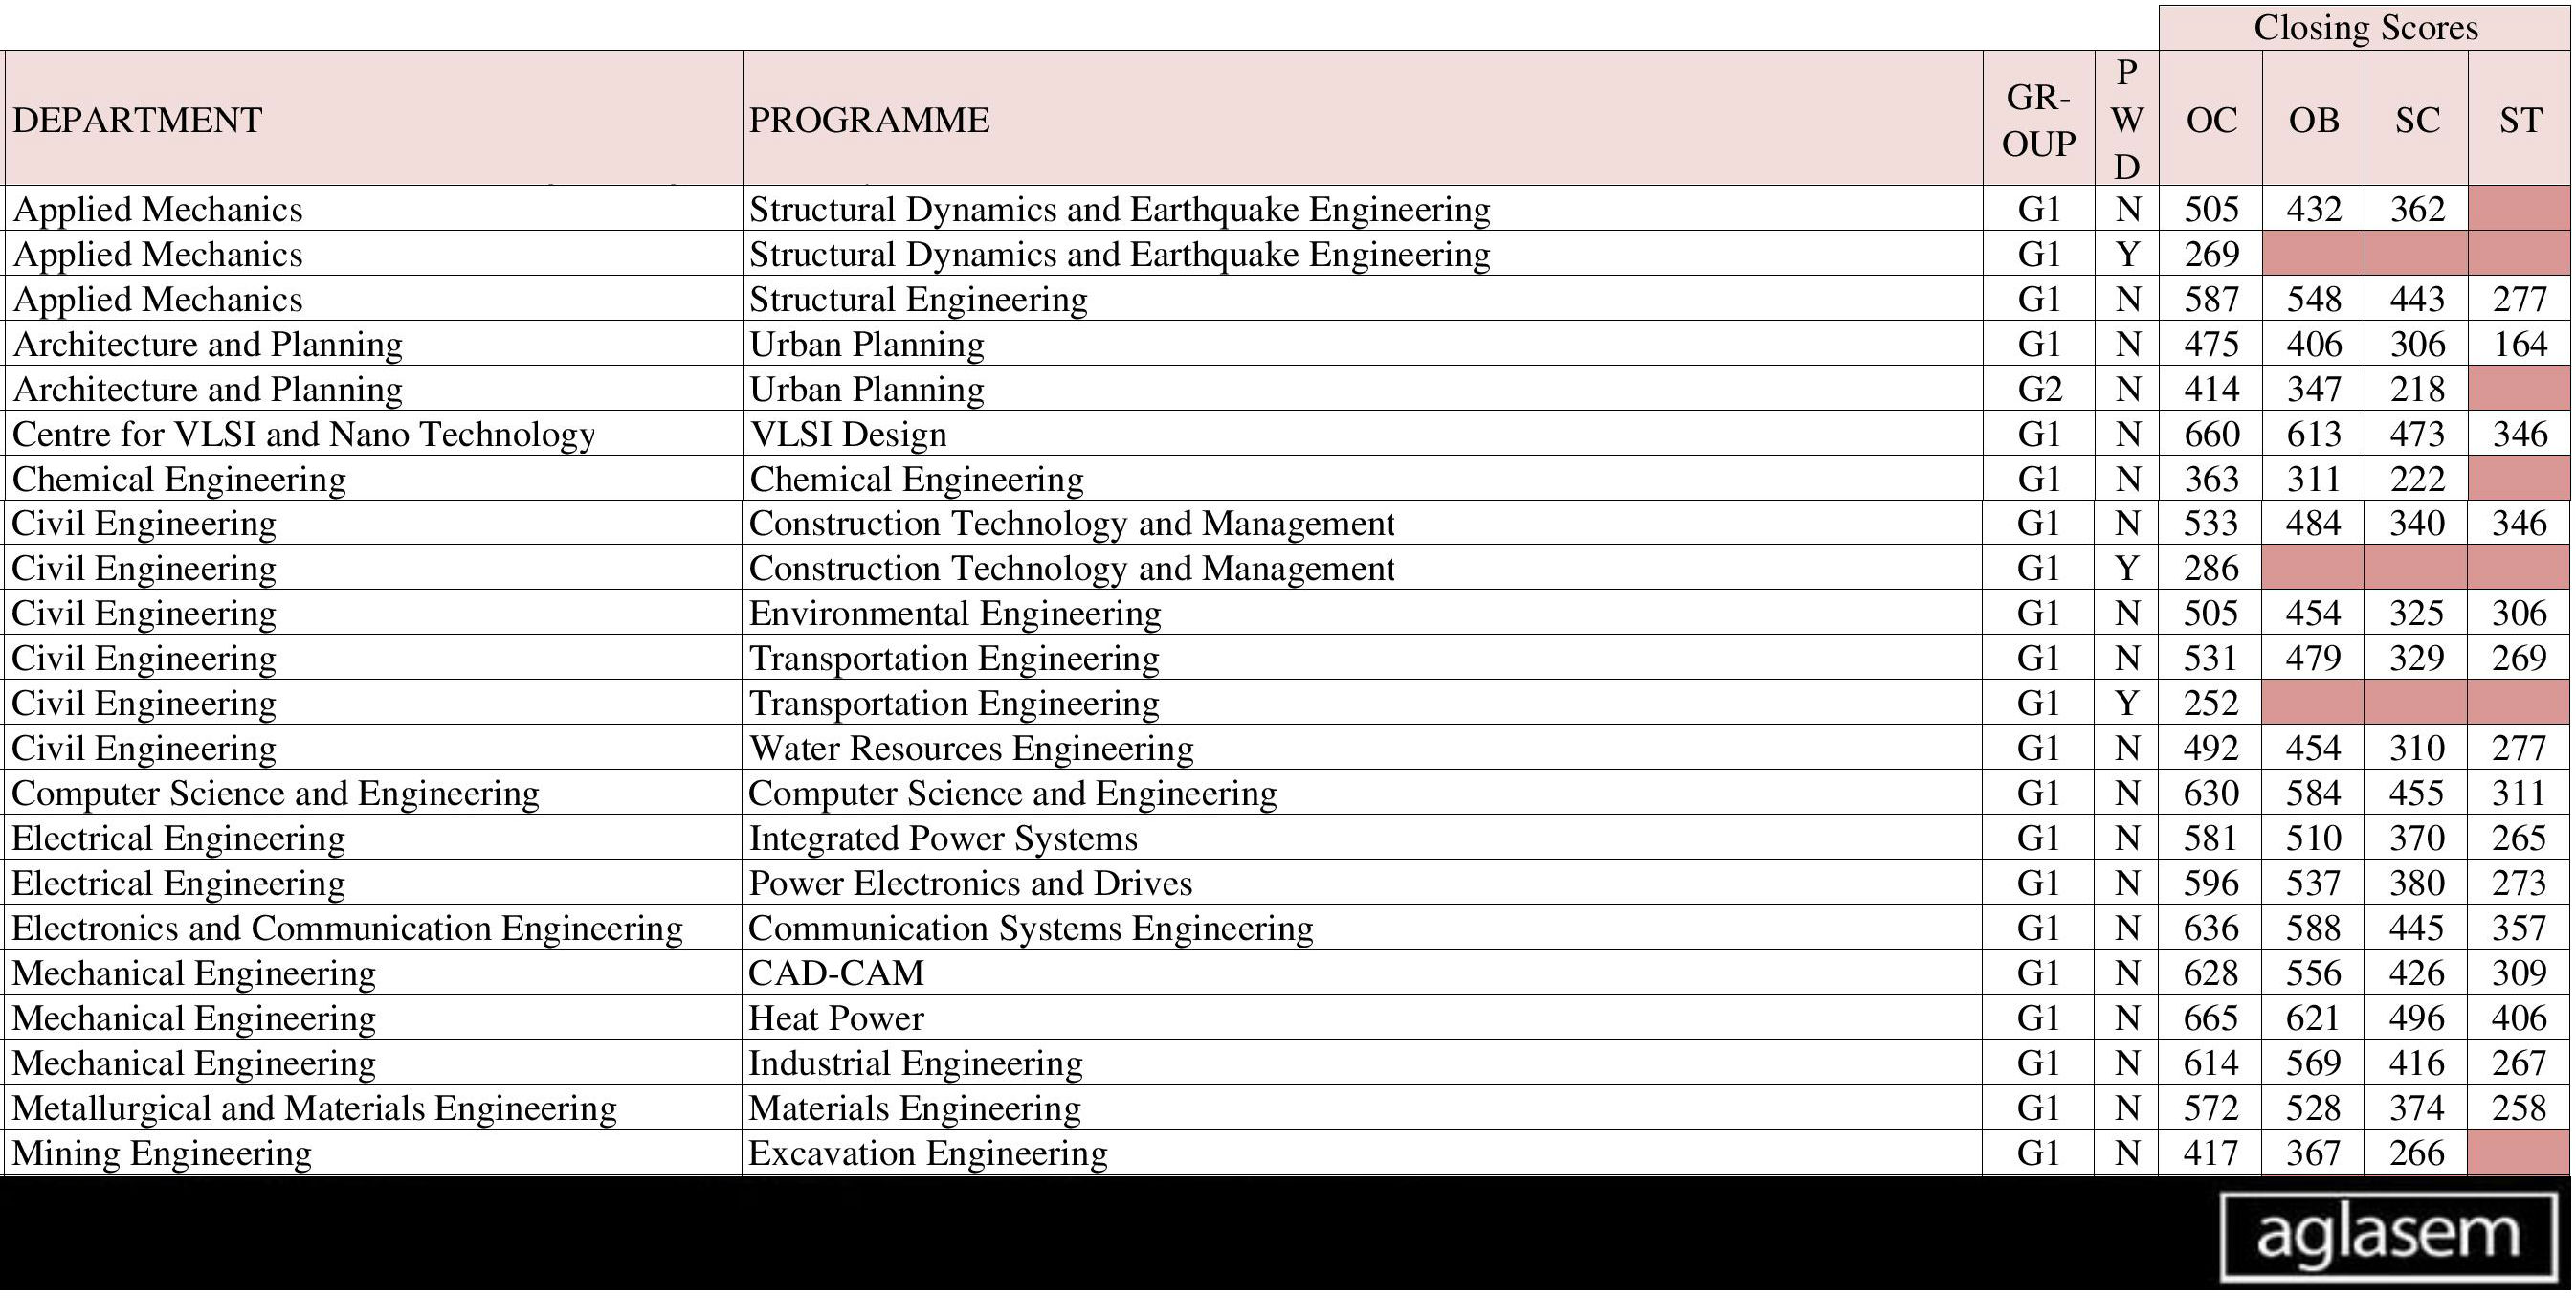 Closing Scores
DEPARTMENT PROGRAMME GR-OUP PWD OC OB SC ST
Applied Mechanics Structural Dynamics and Earthquake Engineering G1 N 505 432 362
Applied Mechanics Structural Dynamics and Earthquake Engineering G1 Y 269
Applied Mechanics Structural Engineering G1 N 587 548 443 277
Architecture and Planning Urban Planning G1 N 475 406 306 164
Architecture and Planning Urban Planning G2 N 414 347 218
Centre for VLSI and Nano Technology VLSI Design G1 N 660 613 473 346
Chemical Engineering Chemical Engineering G1 N 363 311 222
Civil Engineering Construction Technology and Management G1 N 533 484 340 346
Civil Engineering Construction Technology and Management G1 Y 286
Civil Engineering Environmental Engineering G1 N 505 454 325 306
Civil Engineering Transportation Engineering G1 N 531 479 329 269
Civil Engineering Transportation Engineering G1 Y 252
Civil Engineering Water Resources Engineering G1 N 492 454 310 277
Computer Science and Engineering Computer Science and Engineering G1 N 630 584 455 311
Electrical Engineering Integrated Power Systems G1 N 581 510 370 265
Electrical Engineering Power Electronics and Drives G1 N 596 537 380 273
Electronics and Communication Engineering Communication Systems Engineering G1 N 636 588 445 357
Mechanical Engineering CAD-CAM G1 N 628 556 426 309
Mechanical Engineering Heat Power G1 N 665 621 496 406
Mechanical Engineering Industrial Engineering G1 N 614 569 416 267
Metallurgical and Materials Engineering Materials Engineering G1 N 572 528 374 258
Mining Engineering Excavation Engineering G1 N 417 367 266
aglasem